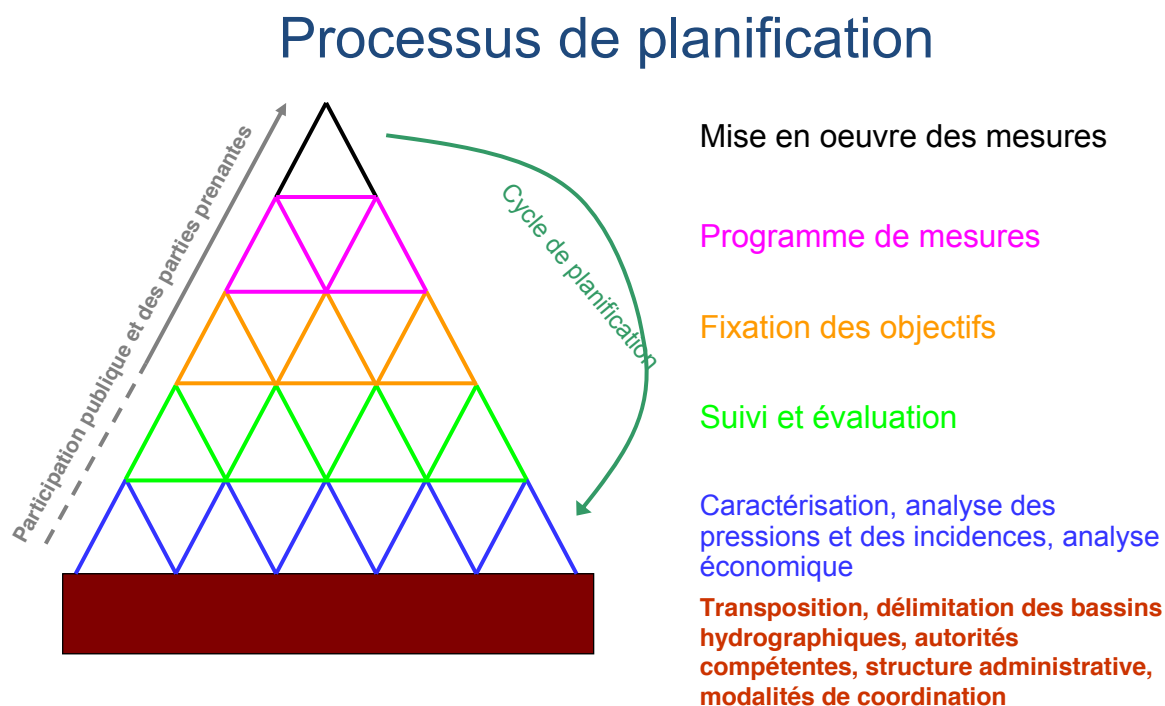 Processus de planification
Participation publique et des parties prenantes
Cycle de planification
Mise en oeuvre des mesures
Programme de mesures
Fixation des objectifs
Suivi et évaluation
Caractérisation, analyse des
pressions et des incidences, analyse
économique
Transposition, délimitation des bassins
hydrographiques, autorités
compétentes, structure administrative,
modalités de coordination